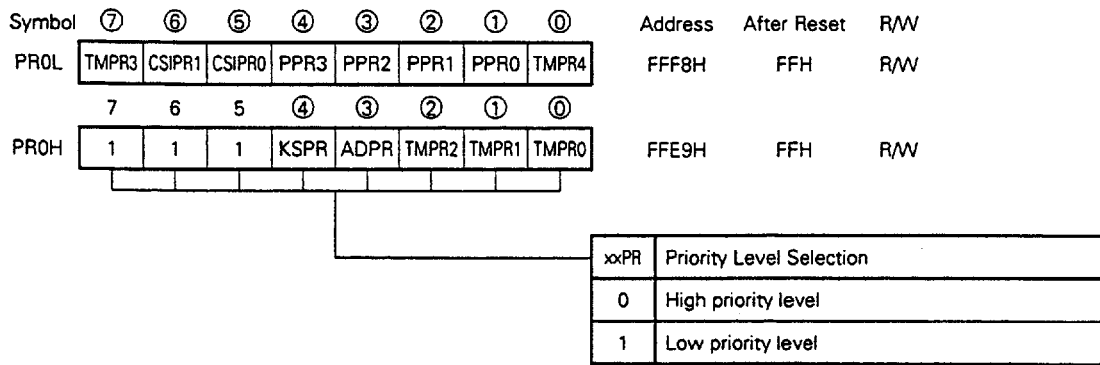 Symbol ⑦ ⑥ ⑤ ④ ③ ② ① ⓪ Address After Reset R/W
PR0L TMPR3 CSIPR1 CSIPR0 PPR3 PPR2 PPR1 PPR0 TMPR4 FFF8H FFH R/W
7 6 5 ④ ③ ② ① ⓪
PR0H 1 1 1 KSPR ADPR TMPR2 TMPR1 TMPR0 FFE9H FFH R/W
xxPR Priority Level Selection
0 High priority level
1 Low priority level